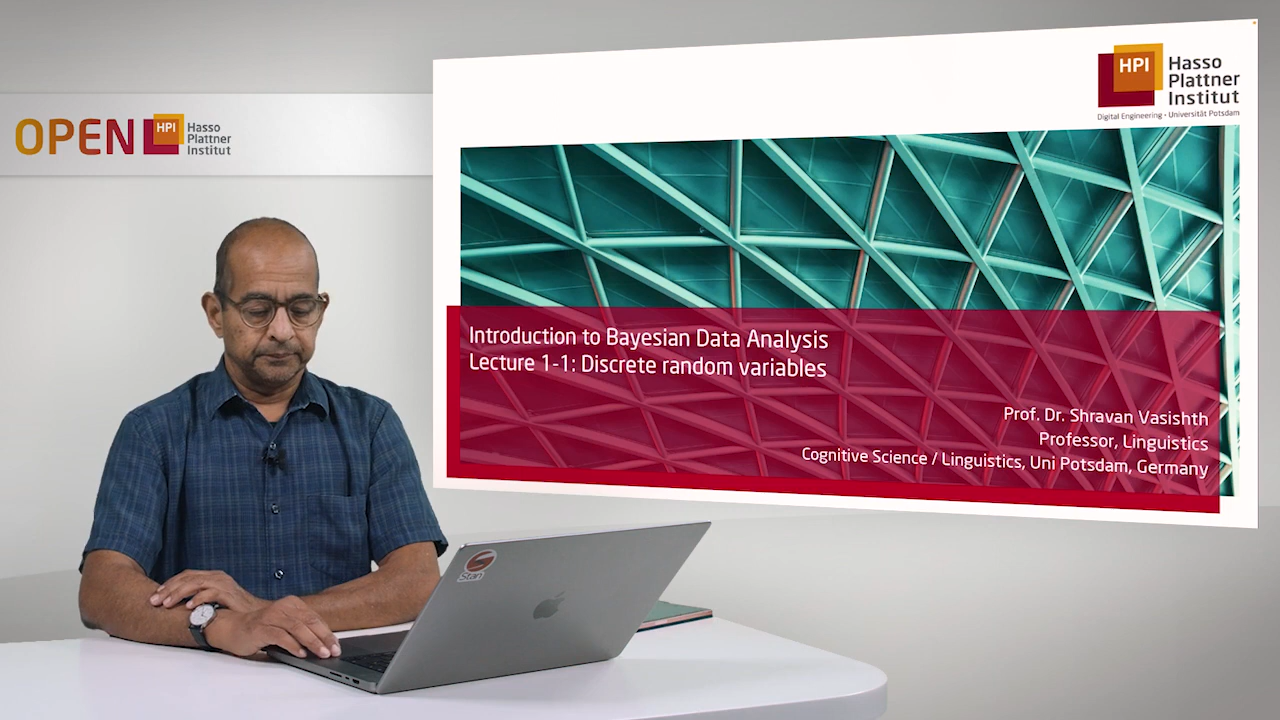 OPEN
HPI
Hasso
Plattner
Institut
HPI
Hasso
Plattner
Institut
Digital Engineering • Universität Potsdam
Introduction to Bayesian Data Analysis
Lecture 1-1: Discrete random variables
Prof. Dr. Shravan Vasishth
Professor, Linguistics
Cognitive Science / Linguistics, Uni Potsdam, Germany
Stan